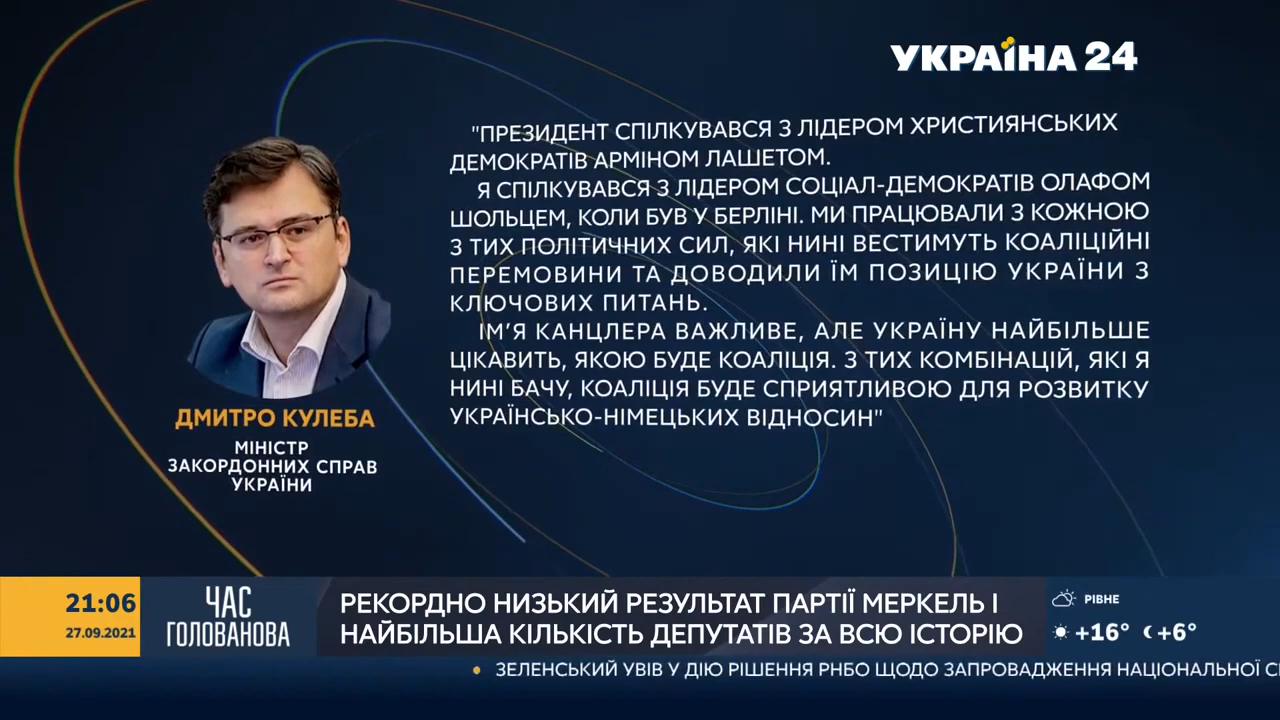 УКРАЇНА 24
"ПРЕЗИДЕНТ СПІЛКУВАВСЯ З ЛІДЕРОМ ХРИСТИЯНСЬКИХ
ДЕМОКРАТІВ АРМІНОМ ЛАШЕТОМ.
Я СПІЛКУВАВСЯ З ЛІДЕРОМ СОЦІАЛ-ДЕМОКРАТІВ ОЛАФОМ
ШОЛЬЦЕМ, КОЛИ БУВ У БЕРЛІНІ. МИ ПРАЦЮВАЛИ З КОЖНОЮ
З ТИХ ПОЛІТИЧНИХ СИЛ, ЯКІ НИНІ ВЕСТИМУТЬ КОАЛІЦІЙНІ
ПЕРЕМОВИНИ ТА ДОВОДИЛИ ЇМ ПОЗИЦІЮ УКРАЇНИ З
КЛЮЧОВИХ ПИТАНЬ.
ІМ’Я КАНЦЛЕРА ВАЖЛИВЕ, АЛЕ УКРАЇНУ НАЙБІЛЬШЕ
ЦІКАВИТЬ, ЯКОЮ БУДЕ КОАЛІЦІЯ. З ТИХ КОМБІНАЦІЙ, ЯКІ Я
НИНІ БАЧУ, КОАЛІЦІЯ БУДЕ СПРИЯТЛИВОЮ ДЛЯ РОЗВИТКУ
УКРАЇНСЬКО-НІМЕЦЬКИХ ВІДНОСИН"
ДМИТРО КУЛЕБА
МІНІСТР
ЗАКОРДОННИХ СПРАВ
УКРАЇНИ
21:06
27.09.2021
ЧАС
ГОЛОВАНОВА
РЕКОРДНО НИЗЬКИЙ РЕЗУЛЬТАТ ПАРТІЇ МЕРКЕЛЬ І
НАЙБІЛЬША КІЛЬКІСТЬ ДЕПУТАТІВ ЗА ВСЮ ІСТОРІЮ
РІВНЕ
+16° +6°
• ЗЕЛЕНСЬКИЙ УВІВ У ДІЮ РІШЕННЯ РНБО ЩОДО ЗАПРОВАДЖЕННЯ НАЦІОНАЛЬНОЇ